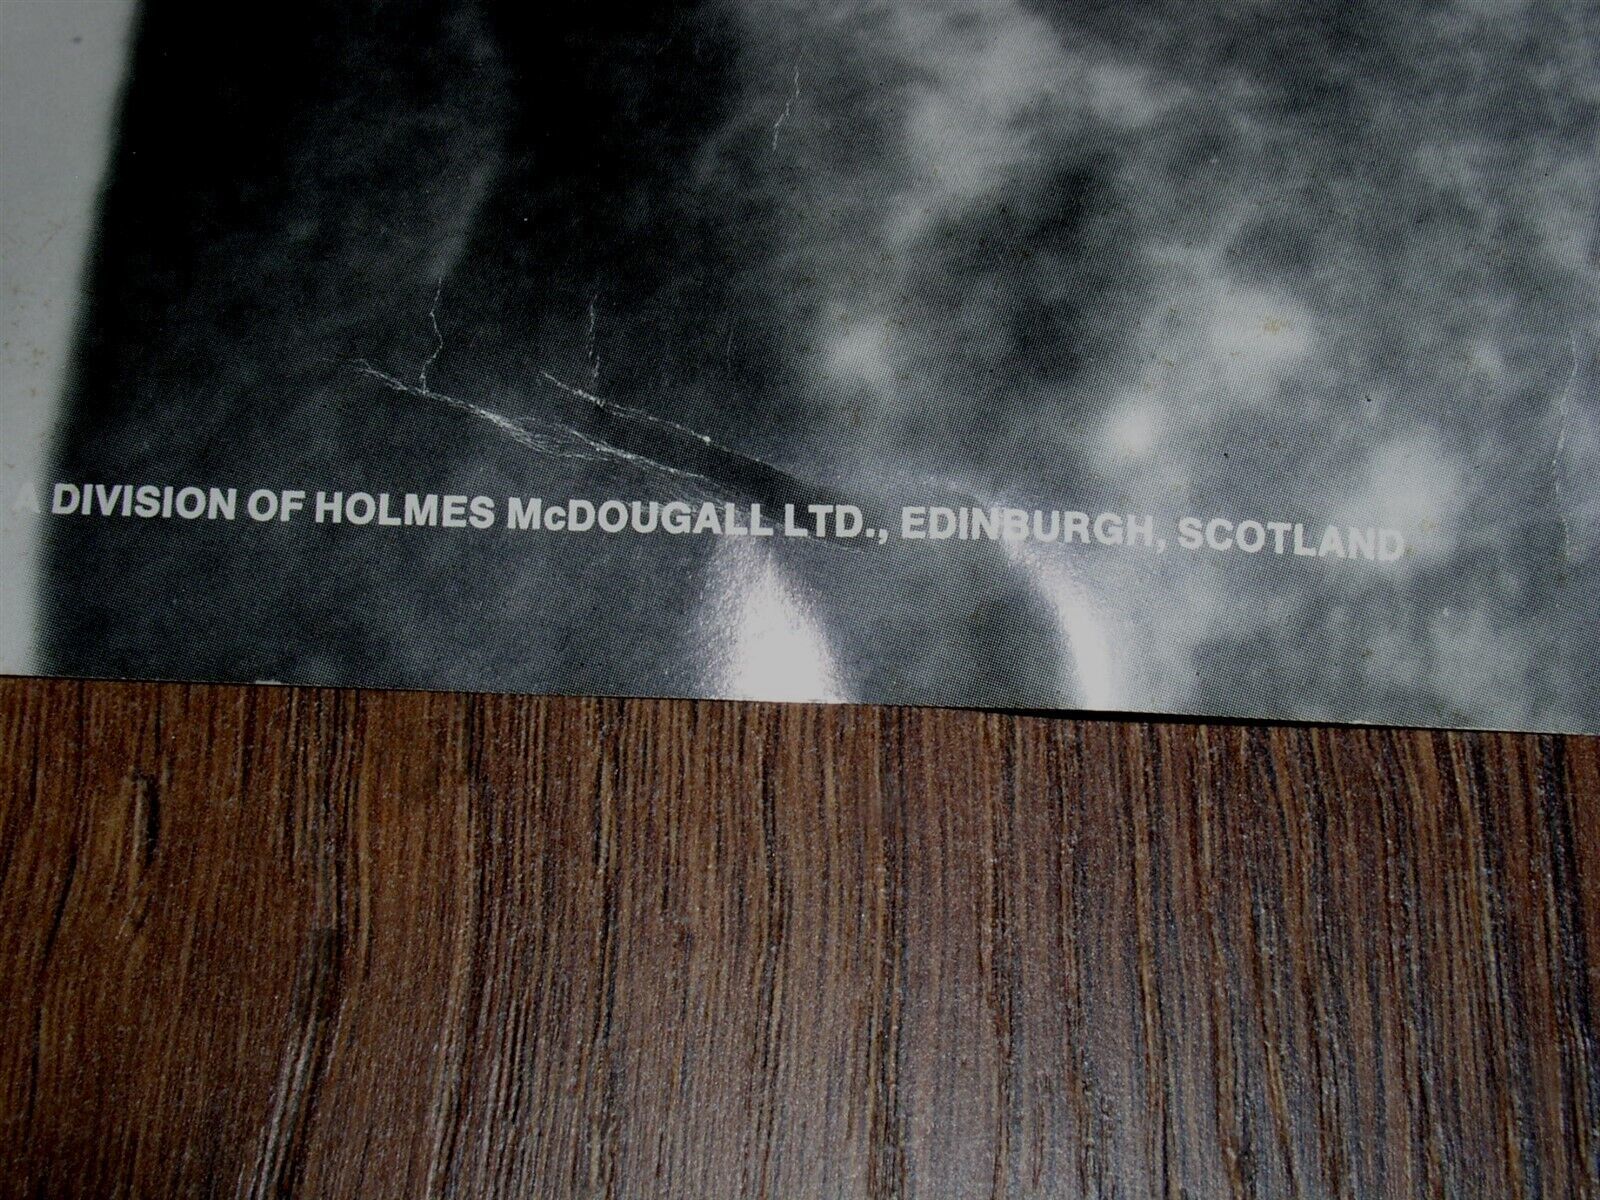 A DIVISION OF HOLMES McDOUGALL LTD., EDINBURGH, SCOTLAND